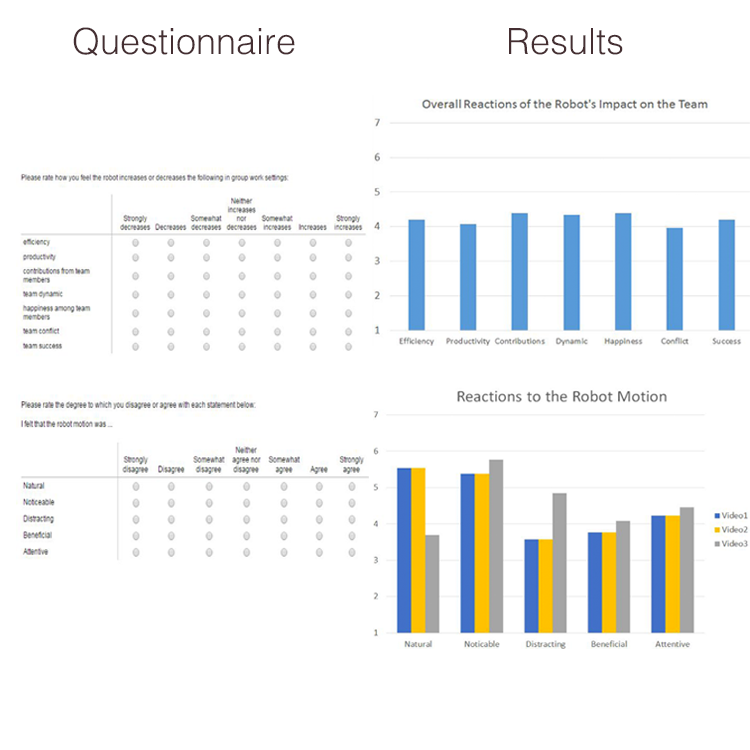 Questionnaire
Results
Please rate how you feel the robot increases or decreases the following in group work settings:
Strongly decreases
Decreases
Somewhat decreases
Neither increases nor decreases
Somewhat increases
Increases
Strongly increases
efficiency
productivity
contributions from team
members
team dynamic
happiness among team
members
team conflict
team success
Overall Reactions of the Robot's Impact on the Team
7
6
5
4
3
2
1
Efficiency Productivity Contributions Dynamic Happiness Conflict Success
Please rate the degree to which you disagree or agree with each statement below:
I felt that the robot motion was ...
Strongly disagree
Disagree
Somewhat disagree
Neither agree nor disagree
Somewhat agree
Agree
Strongly agree
Natural
Noticeable
Distracting
Beneficial
Attentive
Reactions to the Robot Motion
7
6
5
4
3
2
1
Natural Noticable Distracting Beneficial Attentive
Video1
Video2
Video3